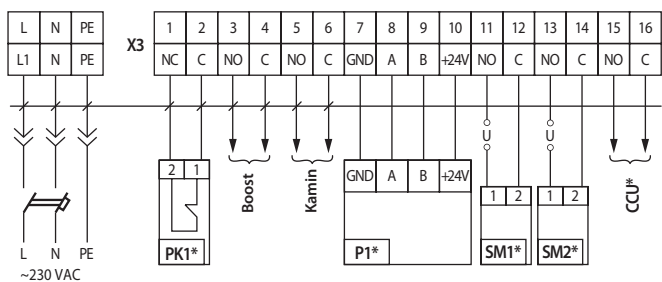 L N PE
X3
1 2 3 4 5 6 7 8 9 10 11 12 13 14 15 16
L1 N PE
NC C NO C NO C GND A B +24V NO C NO C NO C
U
U
2 1
Boost
Kamin
GND A B +24V
1 2
1 2
CCU*
PK1*
P1*
SM1*
SM2*
L N PE
~230 VAC